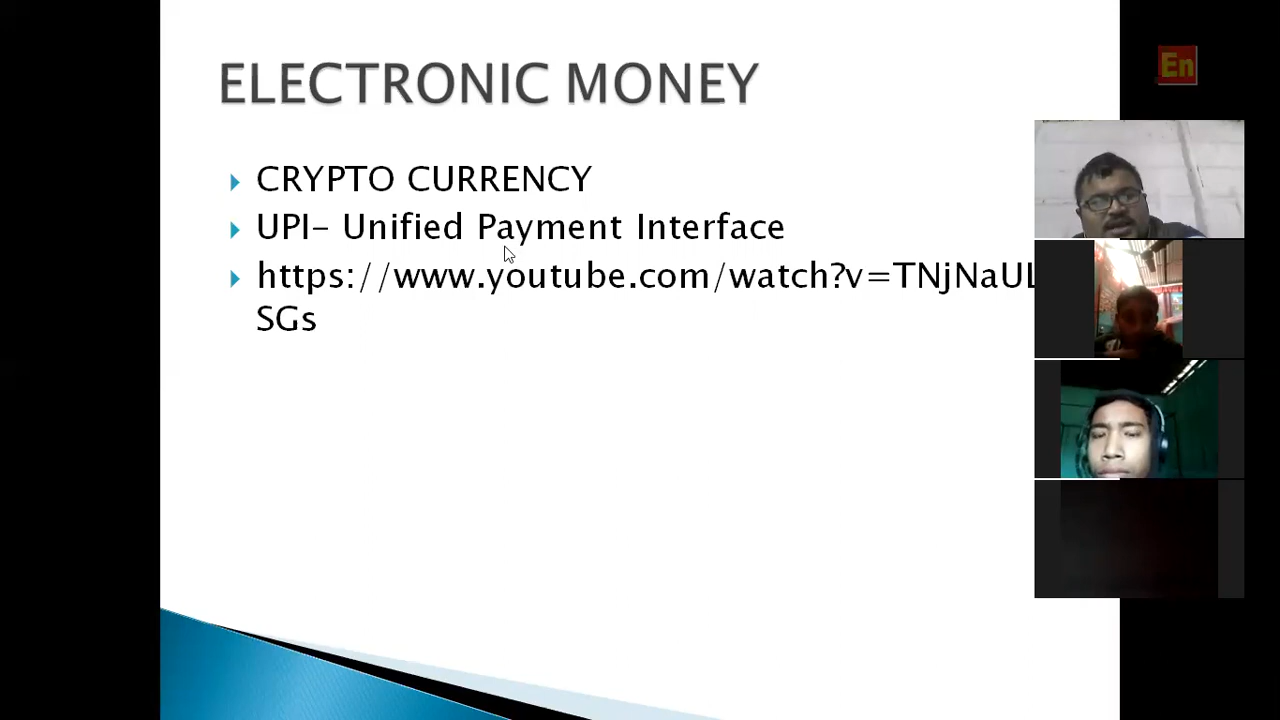 En
ELECTRONIC MONEY
CRYPTO CURRENCY
UPI- Unified Payment Interface
https://www.youtube.com/watch?v=TNjNaUL
SGs